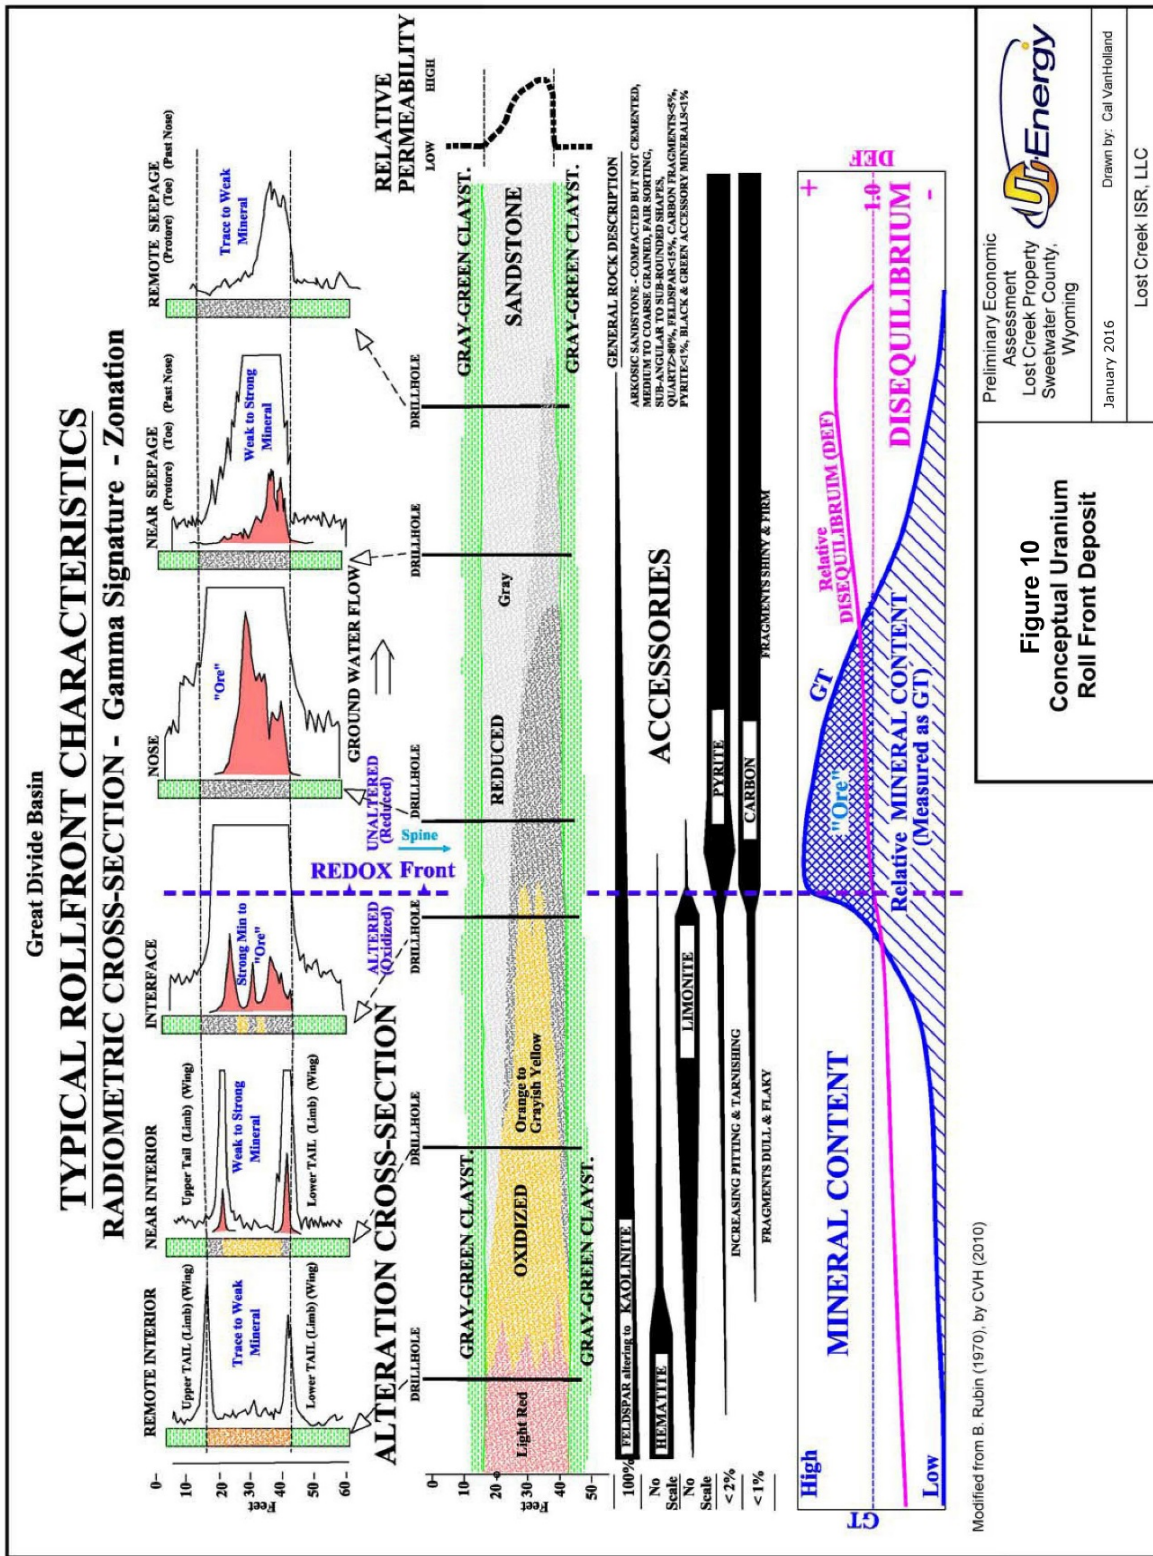 Great Divide Basin
TYPICAL ROLLFRONT CHARACTERISTICS
RADIOMETRIC CROSS-SECTION - Gamma Signature - Zonation
REMOTE INTERIOR
NEAR INTERIOR
INTERFACE
NOSE
NEAR SEEPAGE
(Protore) (Toe) (Past Nose)
REMOTE SEEPAGE
(Protore) (Toe) (Past Nose)
0-
10-
20-
30-
40-
50-
60-
Feet
Upper TAIL (Limb) (Wing)
Trace to Weak
Mineral
Lower TAIL (Limb) (Wing)
Upper Tail (Limb) (Wing)
Weak to Strong
Mineral
Lower TAIL (Limb) (Wing)
Strong Min to
"Ore"
"Ore"
Weak to Strong
Mineral
Trace to Weak
Mineral
GROUND WATER FLOW
ALTERED
(Oxidized)
UNALTERED
(Reduced)
REDOX Front
Spine
ALTERATION CROSS-SECTION
DRILLHOLE
DRILLHOLE
DRILLHOLE
DRILLHOLE
DRILLHOLE
DRILLHOLE
RELATIVE
PERMEABILITY
LOW
HIGH
0-
10-
20-
30-
40-
50-
Feet
GRAY-GREEN CLAYST.
GRAY-GREEN CLAYST.
Light Red
OXIDIZED
Orange to
Grayish Yellow
REDUCED
Gray
SANDSTONE
GRAY-GREEN CLAYST.
GRAY-GREEN CLAYST.
100%
FELDSPAR altering to KAOLINITE
No
Scale
HEMATITE
No
Scale
LIMONITE
<2%
PYRITE
INCREASING PITTING & TARNISHING
<1%
CARBON
FRAGMENTS DULL & FLAKY
FRAGMENTS SHINY & FIRM
ACCESSORIES
GENERAL ROCK DESCRIPTION
ARKOSIC SANDSTONE - COMPACTED BUT NOT CEMENTED,
MEDIUM TO COARSE GRAINED, FAIR SORTING,
SUB-ANGULAR TO SUB-ROUNDED SHAPES,
QUARTZ>80%, FELDSPAR<15%, CARBON FRAGMENTS<5%,
PYRITE<1%, BLACK & GREEN ACCESSORY MINERALS<1%
High
Low
GT
MINERAL CONTENT
GT
"Ore"
Relative MINERAL CONTENT
(Measured as GT)
Relative
DISEQUILIBRUIM (DEF)
DISEQUILIBRIUM
+
1.0
-
DEF
Modified from B. Rubin (1970), by CVH (2010)
Figure 10
Conceptual Uranium
Roll Front Deposit
Preliminary Economic
Assessment
Lost Creek Property
Sweetwater County,
Wyoming
Ur-Energy
January 2016
Drawn by: Cal VanHolland
Lost Creek ISR, LLC